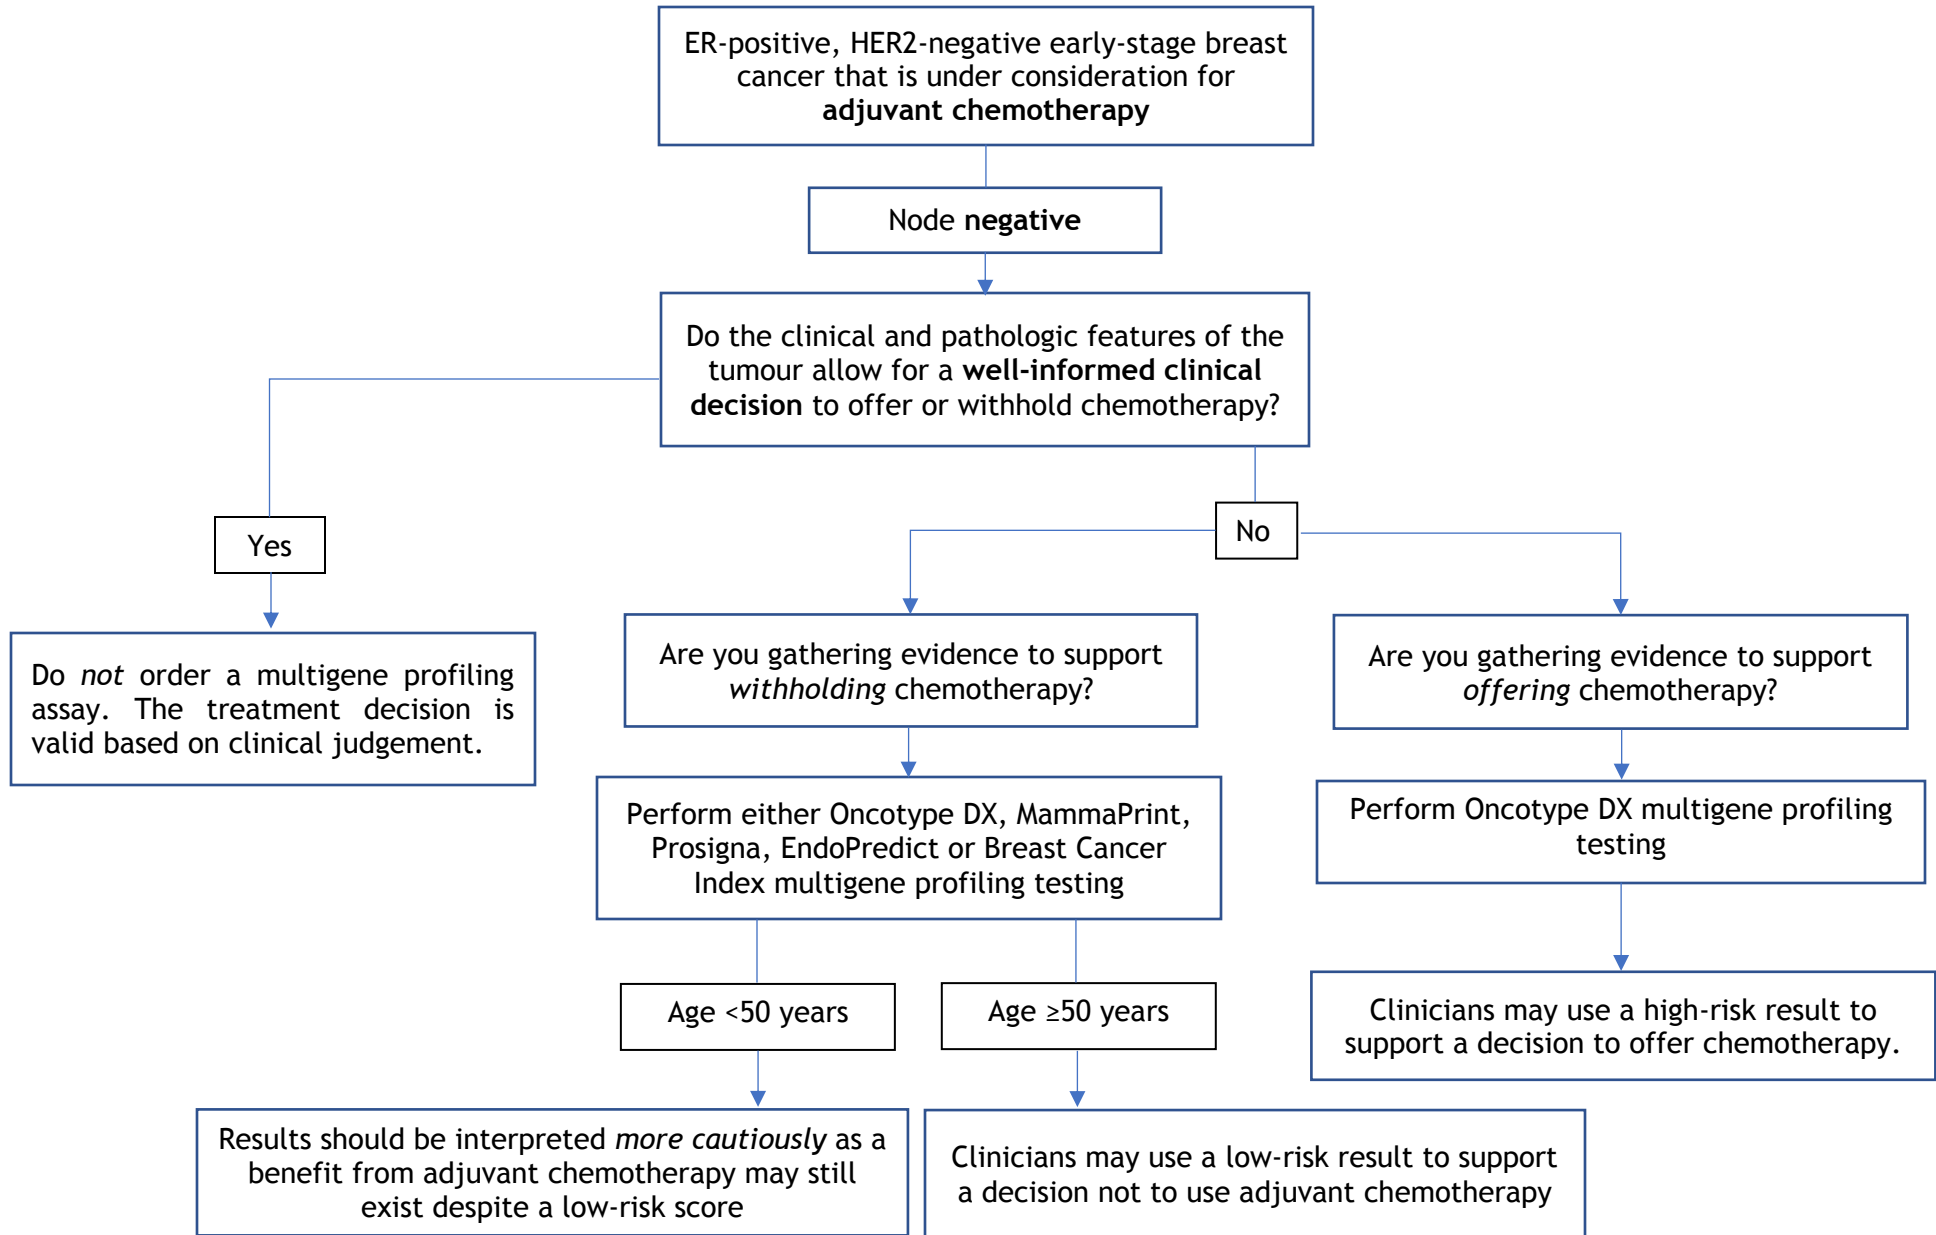 ER-positive, HER2-negative early-stage breast
cancer that is under consideration for
adjuvant chemotherapy
Node negative
Do the clinical and pathologic features of the
tumour allow for a well-informed clinical
decision to offer or withhold chemotherapy?
Yes
No
Do not order a multigene profiling
assay. The treatment decision is
valid based on clinical judgement.
Are you gathering evidence to support
withholding chemotherapy?
Are you gathering evidence to support
offering chemotherapy?
Perform either Oncotype DX, MammaPrint,
Prosigna, EndoPredict or Breast Cancer
Index multigene profiling testing
Perform Oncotype DX multigene profiling
testing
Age <50 years
Age ≥50 years
Clinicians may use a high-risk result to
support a decision to offer chemotherapy.
Results should be interpreted more cautiously as a
benefit from adjuvant chemotherapy may still
exist despite a low-risk score
Clinicians may use a low-risk result to support
a decision not to use adjuvant chemotherapy